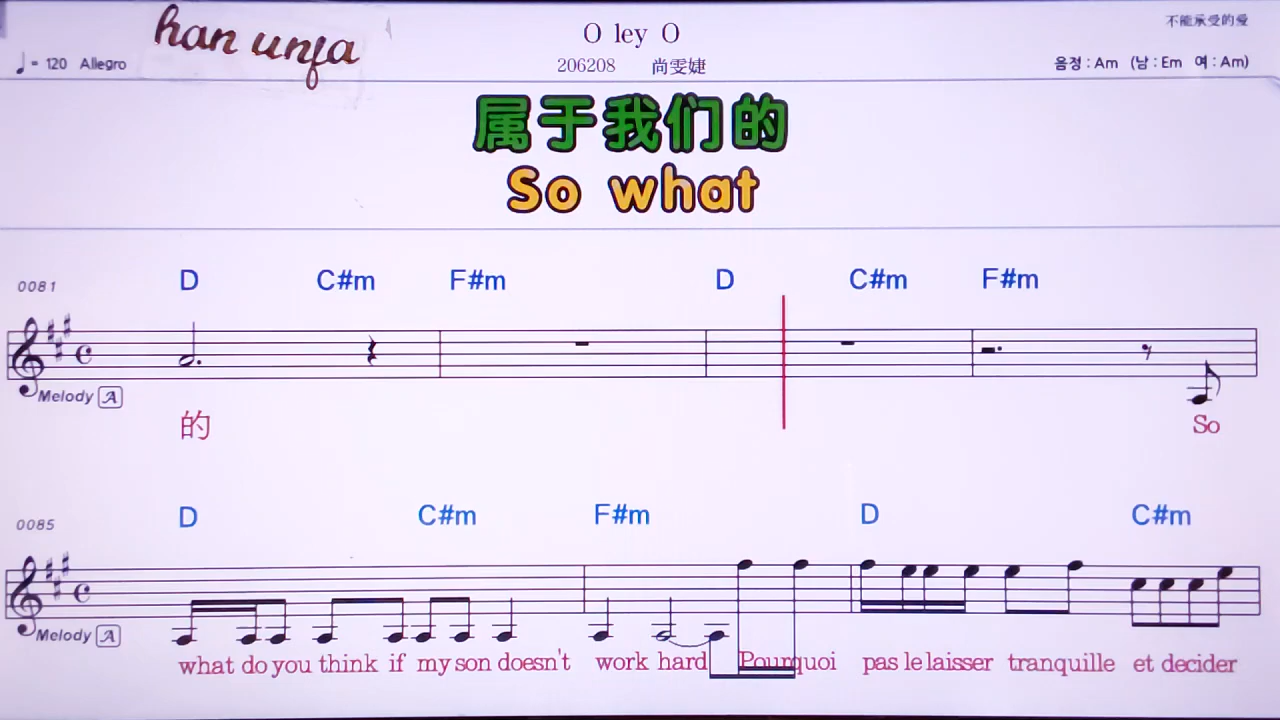 han unfa
O ley O
不能承受的爱
♩= 120 Allegro
206208 尚雯婕
음정 : Am (남 : Em 여 : Am)
属于我们的
So what
0081
D C#m F#m D C#m F#m
Melody A
的 So
0085
D C#m F#m D C#m
Melody A
what do you think if my son doesn't work hard Pourquoi pas le laisser tranquille et decider